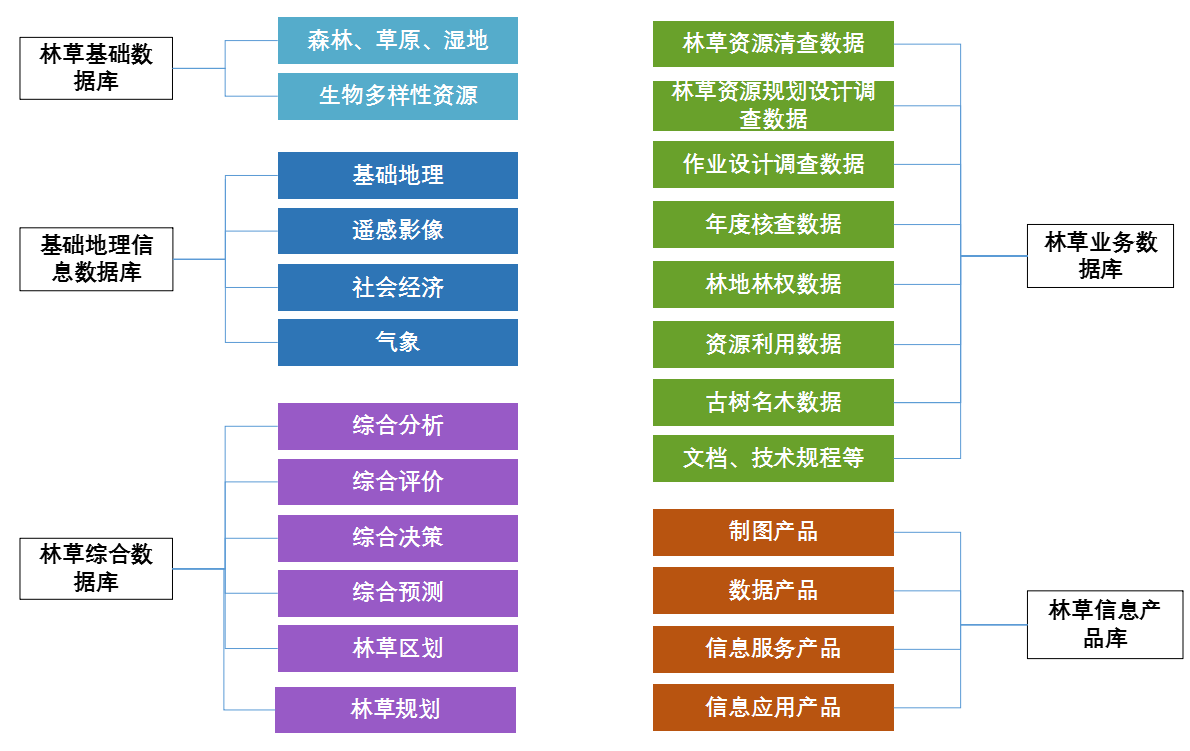 林草基础数
据库
森林、草原、湿地
生物多样性资源
基础地理信
息数据库
基础地理
遥感影像
社会经济
气象
林草综合数
据库
综合分析
综合评价
综合决策
综合预测
林草区划
林草规划
林草资源清查数据
林草资源规划设计调
查数据
作业设计调查数据
年度核查数据
林地林权数据
资源利用数据
古树名木数据
文档、技术规程等
林草业务数
据库
制图产品
数据产品
信息服务产品
信息应用产品
林草信息产
品库